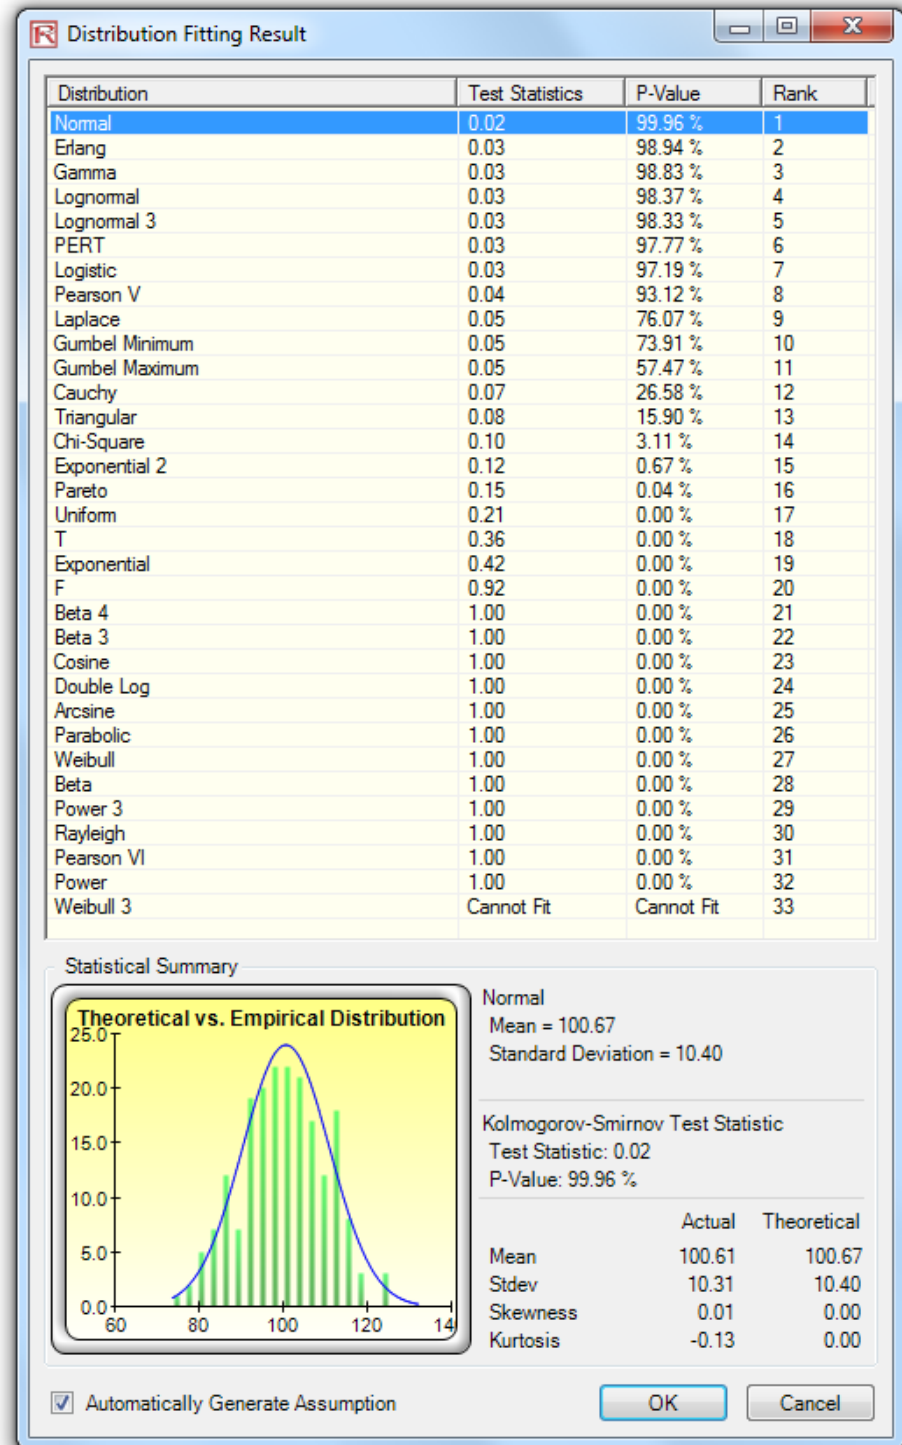 Distribution Fitting Result
Distribution Test Statistics P-Value Rank
Normal 0.02 99.96 % 1
Erlang 0.03 98.94 % 2
Gamma 0.03 98.83 % 3
Lognormal 0.03 98.37 % 4
Lognormal 3 0.03 98.33 % 5
PERT 0.03 97.77 % 6
Logistic 0.03 97.19 % 7
Pearson V 0.04 93.12 % 8
Laplace 0.05 76.07 % 9
Gumbel Minimum 0.05 73.91 % 10
Gumbel Maximum 0.05 57.47 % 11
Cauchy 0.07 26.58 % 12
Triangular 0.08 15.90 % 13
Chi-Square 0.10 3.11 % 14
Exponential 2 0.12 0.67 % 15
Pareto 0.15 0.04 % 16
Uniform 0.21 0.00 % 17
T 0.36 0.00 % 18
Exponential 0.42 0.00 % 19
F 0.92 0.00 % 20
Beta 4 1.00 0.00 % 21
Beta 3 1.00 0.00 % 22
Cosine 1.00 0.00 % 23
Double Log 1.00 0.00 % 24
Arcsine 1.00 0.00 % 25
Parabolic 1.00 0.00 % 26
Weibull 1.00 0.00 % 27
Beta 1.00 0.00 % 28
Power 3 1.00 0.00 % 29
Rayleigh 1.00 0.00 % 30
Pearson VI 1.00 0.00 % 31
Power 1.00 0.00 % 32
Weibull 3 Cannot Fit Cannot Fit 33
Statistical Summary
Theoretical vs. Empirical Distribution
25.0
20.0
15.0
10.0
5.0
0.0
60 80 100 120 14
Normal
Mean = 100.67
Standard Deviation = 10.40
Kolmogorov-Smirnov Test Statistic
Test Statistic: 0.02
P-Value: 99.96 %
Actual Theoretical
Mean 100.61 100.67
Stdev 10.31 10.40
Skewness 0.01 0.00
Kurtosis -0.13 0.00
Automatically Generate Assumption
OK Cancel